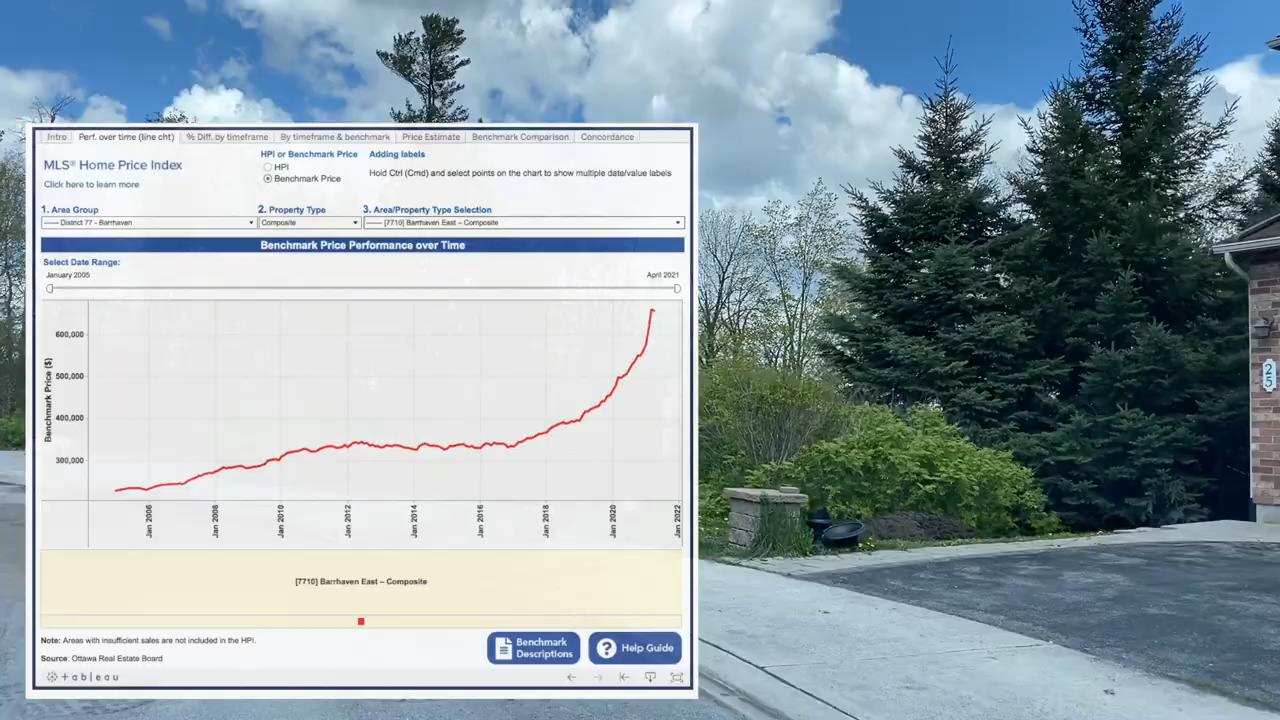 Intro Perf. over time (line cht) % Diff. by timeframe By timeframe & benchmark Price Estimate Benchmark Comparison Concordance
MLS® Home Price Index
Click here to learn more
HPI or Benchmark Price
HPI
Benchmark Price
Adding labels
Hold Ctrl (Cmd) and select points on the chart to show multiple date/value labels
1. Area Group
District 77 - Barrhaven
2. Property Type
Composite
3. Area/Property Type Selection
[7710] Barrhaven East – Composite
Benchmark Price Performance over Time
Select Date Range:
January 2005
April 2021
Benchmark Price ($)
600,000
500,000
400,000
300,000
Jan 2006
Jan 2008
Jan 2010
Jan 2012
Jan 2014
Jan 2016
Jan 2018
Jan 2020
Jan 2022
[7710] Barrhaven East – Composite
Note: Areas with insufficient sales are not included in the HPI.
Source: Ottawa Real Estate Board
Benchmark
Descriptions
? Help Guide
+ableau
25